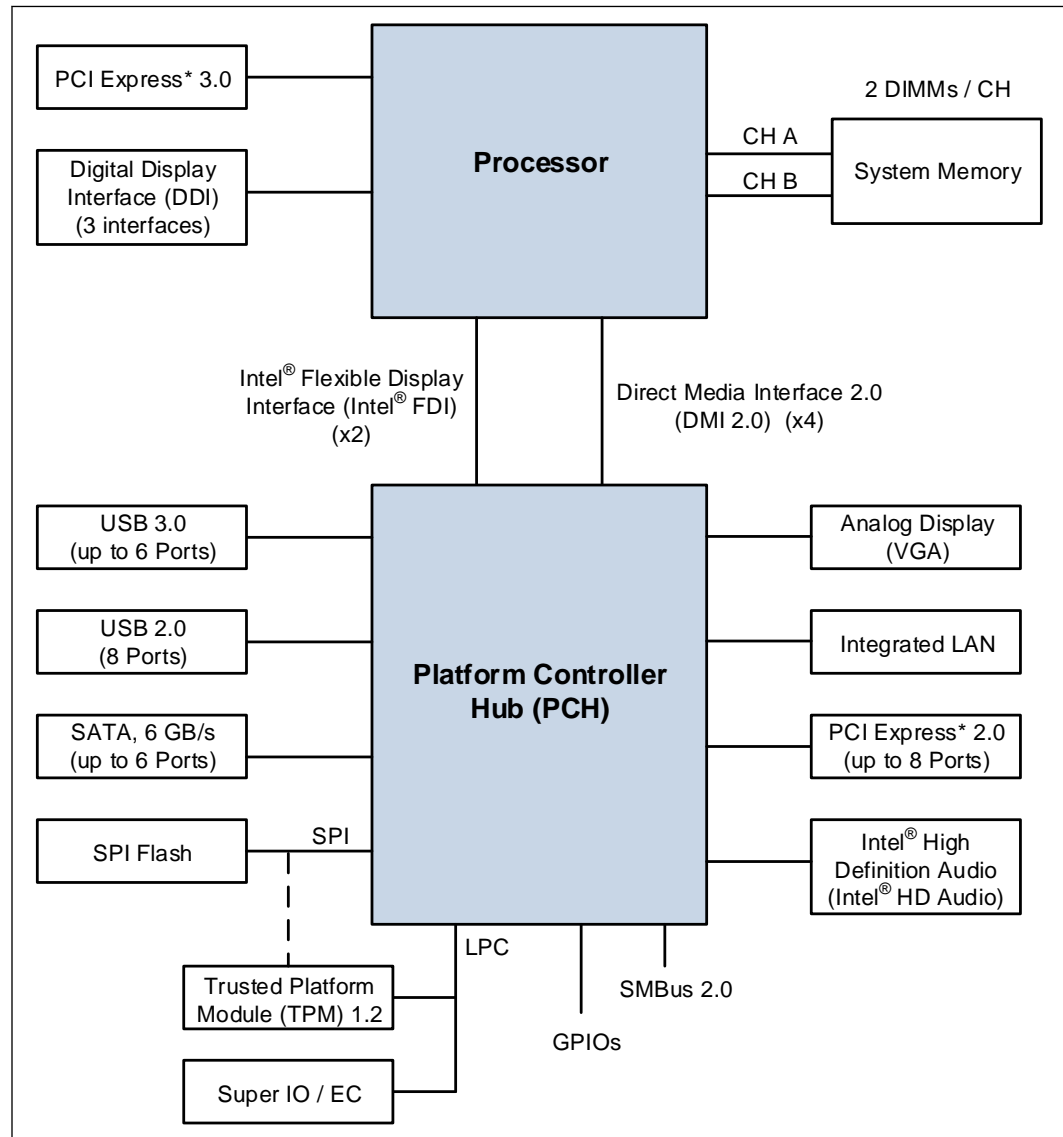 PCI Express* 3.0
Digital Display
Interface (DDI)
(3 interfaces)
Processor
2 DIMMs / CH
CH A
CH B
System Memory
Intel® Flexible Display
Interface (Intel® FDI)
(x2)
Direct Media Interface 2.0
(DMI 2.0) (x4)
USB 3.0
(up to 6 Ports)
USB 2.0
(8 Ports)
SATA, 6 GB/s
(up to 6 Ports)
SPI Flash
SPI
Platform Controller
Hub (PCH)
Analog Display
(VGA)
Integrated LAN
PCI Express* 2.0
(up to 8 Ports)
Intel® High
Definition Audio
(Intel® HD Audio)
LPC
Trusted Platform
Module (TPM) 1.2
Super IO / EC
SMBus 2.0
GPIOs